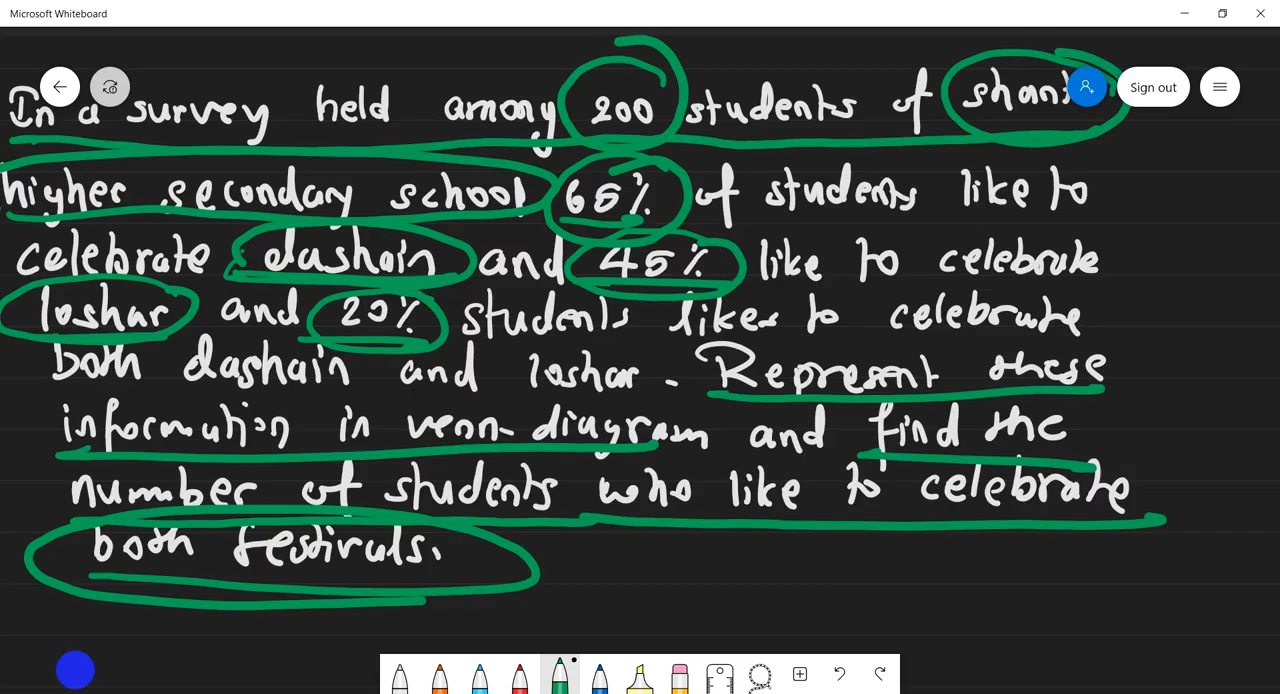 Microsoft Whiteboard
Sign out
In a survey held among 200 students of
higher secondary school 65% of students like to
celebrate dashain and 45% like to celebrate
loshar and 20% students likes to celebrate
both dashain and loshar. Represent these
information in venn-diagram and find the
number of students who like to celebrate
both festivals.